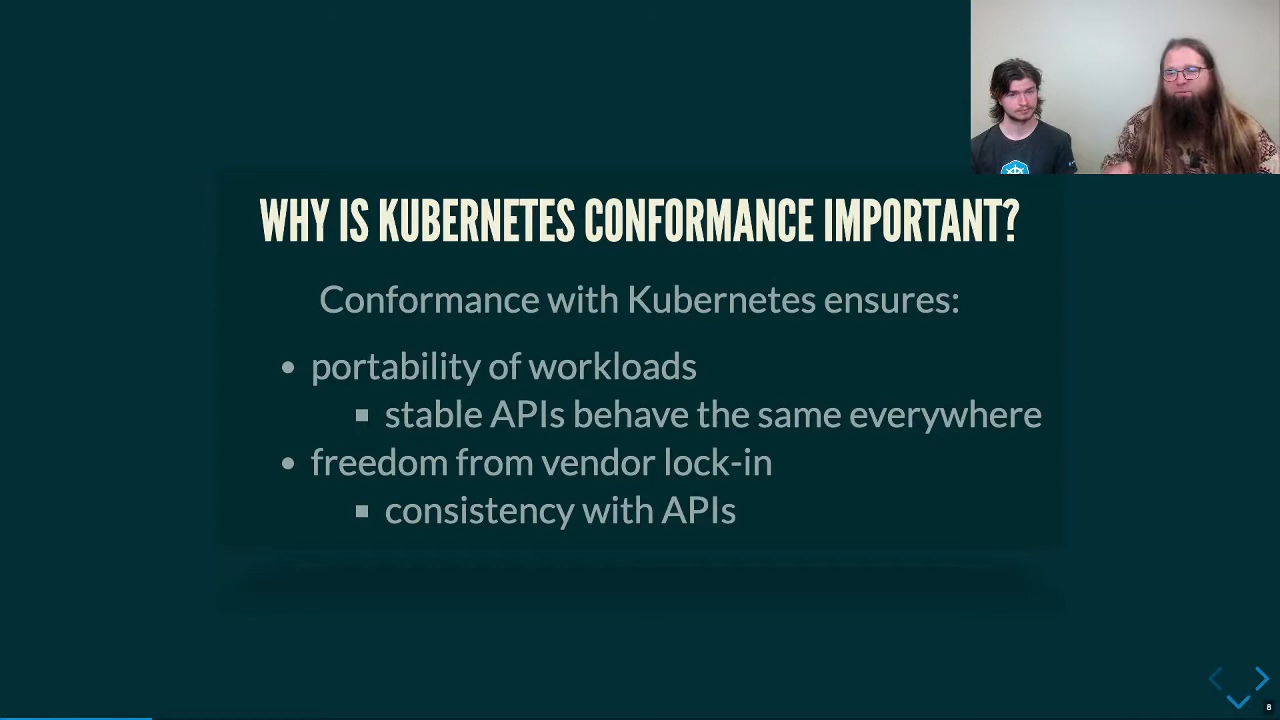 WHY IS KUBERNETES CONFORMANCE IMPORTANT?
Conformance with Kubernetes ensures:
• portability of workloads
▪ stable APIs behave the same everywhere
• freedom from vendor lock-in
▪ consistency with APIs
8